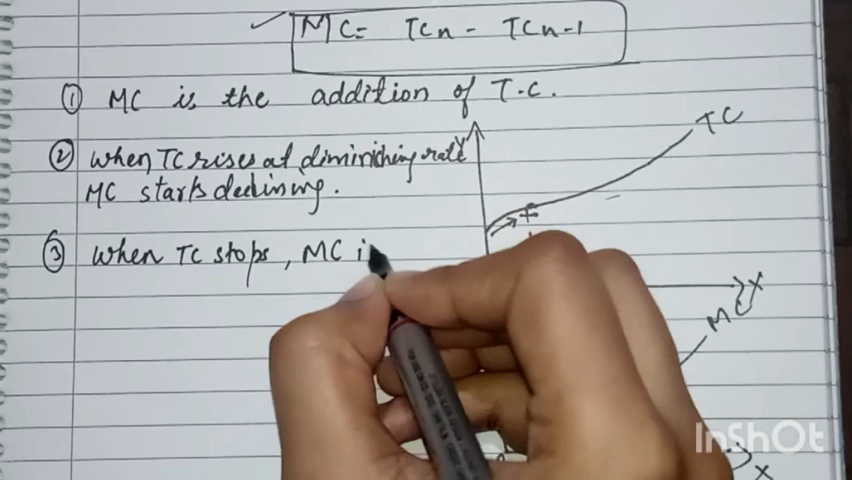 MC = TCn - TCn-1
① MC is the addition of T.C.
② when TC rises at diminiching rate
MC starts declining.
③ when TC stops, MC i
Y
TC
X
MC
X
InShOt